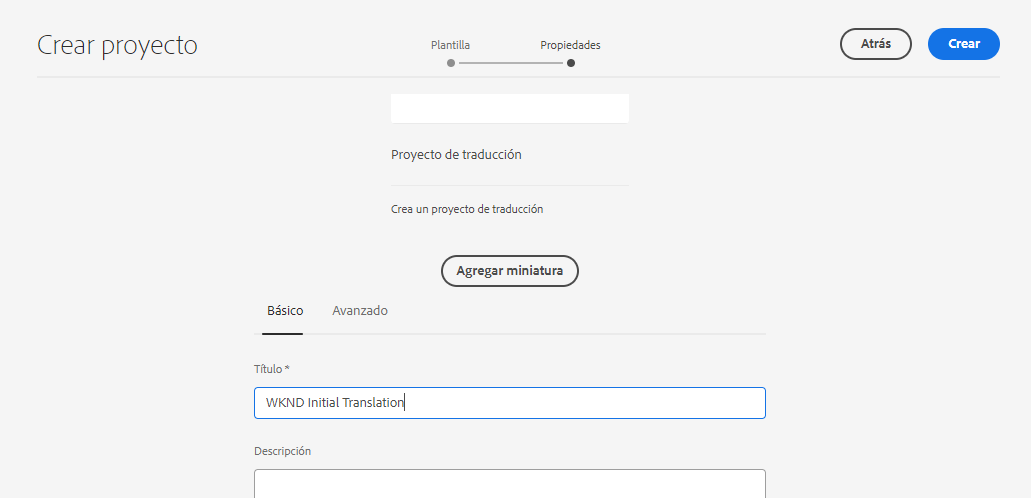 Crear proyecto
Plantilla
Propiedades
Atrás
Crear
Proyecto de traducción
Crea un proyecto de traducción
Agregar miniatura
Básico
Avanzado
Título *
WKND Initial Translation
Descripción